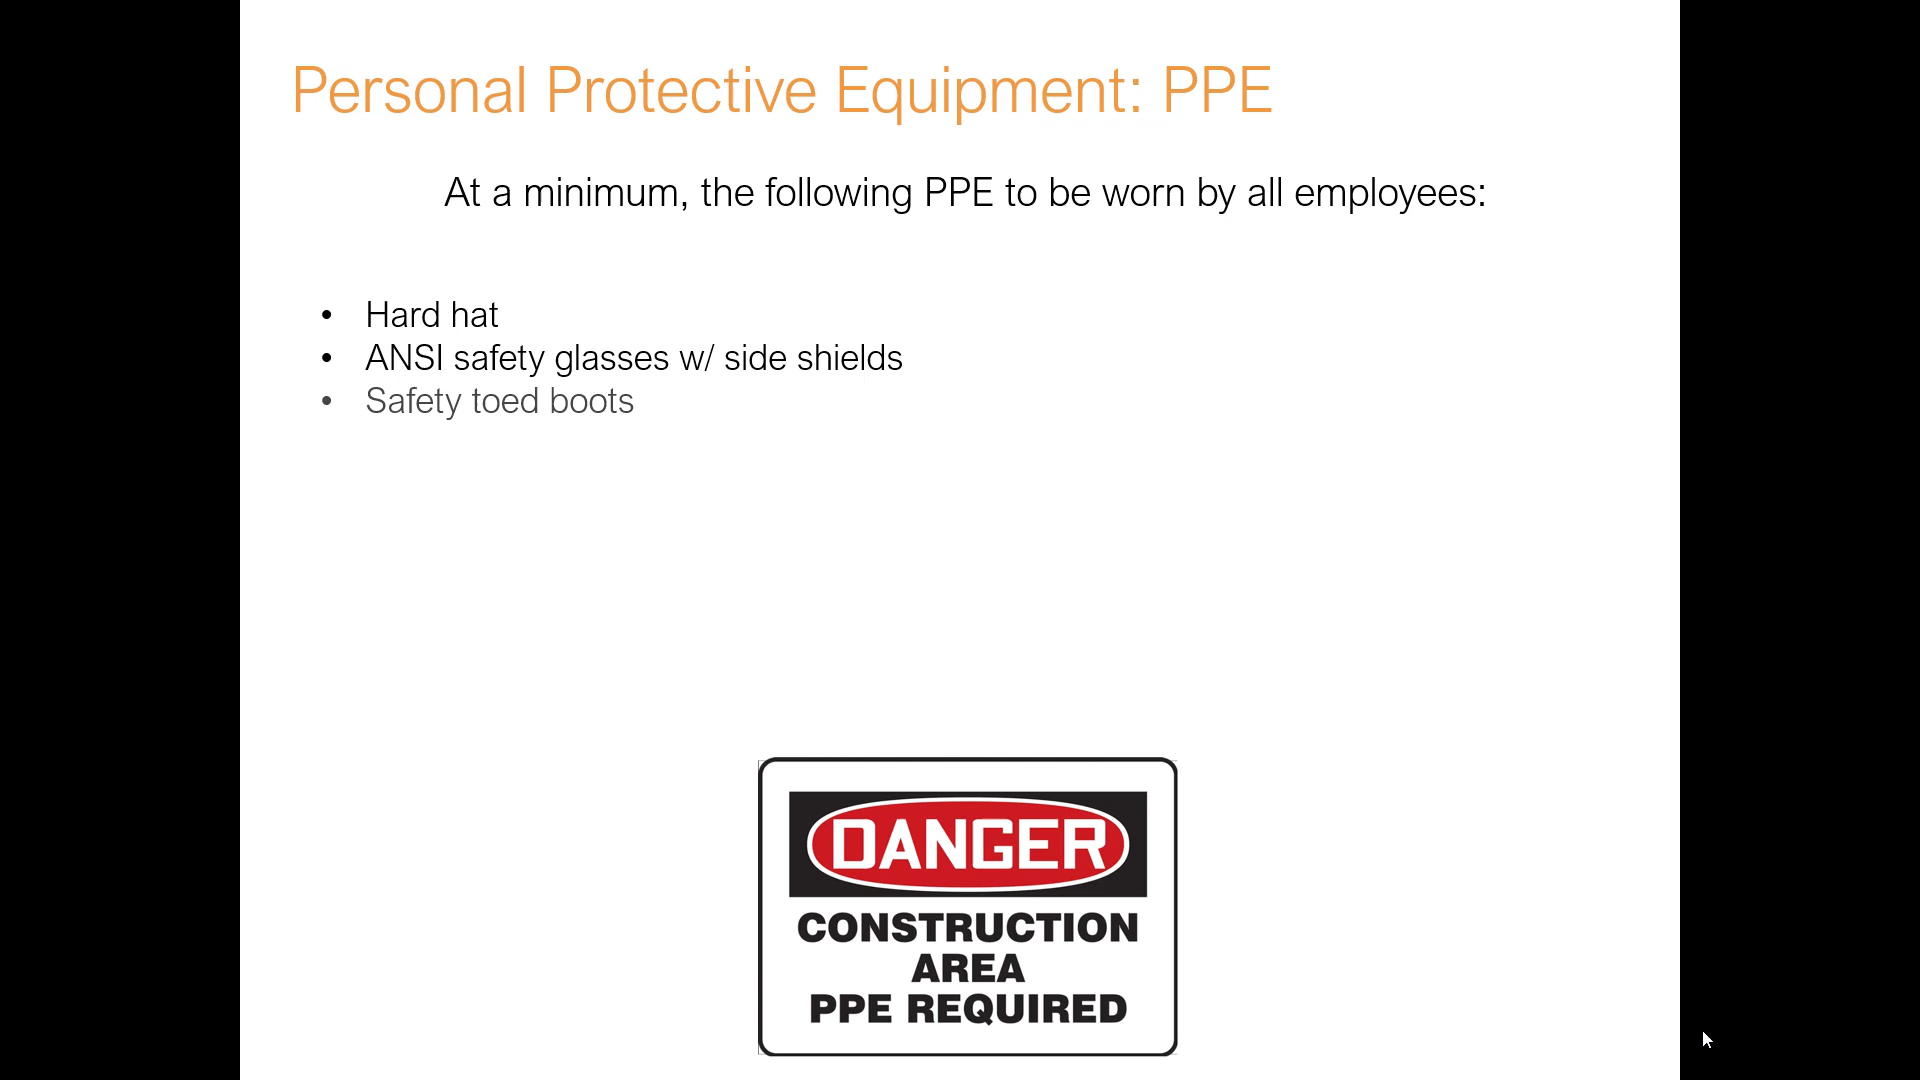 Personal Protective Equipment: PPE
At a minimum, the following PPE to be worn by all employees:
• Hard hat
• ANSI safety glasses w/ side shields
• Safety toed boots
DANGER
CONSTRUCTION
AREA
PPE REQUIRED